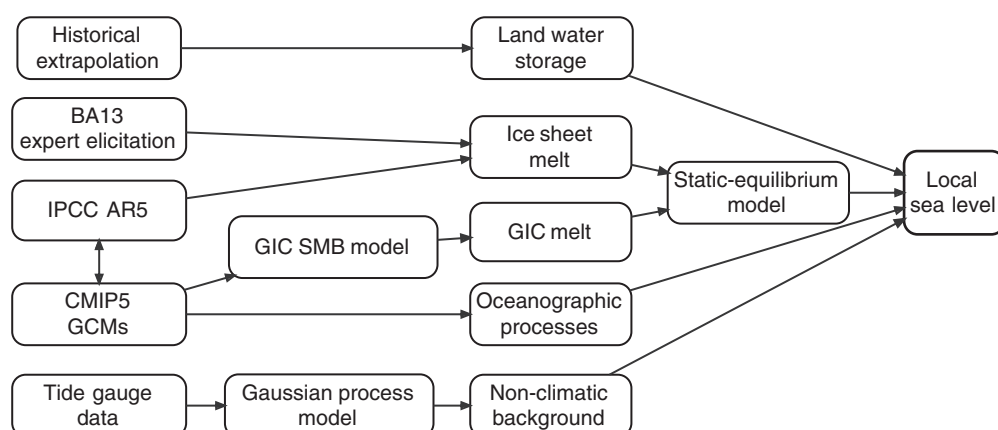 Historical
extrapolation
Land water
storage
BA13
expert elicitation
Ice sheet
melt
IPCC AR5
Static-equilibrium
model
Local
sea level
GIC SMB model
GIC melt
CMIP5
GCMs
Oceanographic
processes
Tide gauge
data
Gaussian process
model
Non-climatic
background